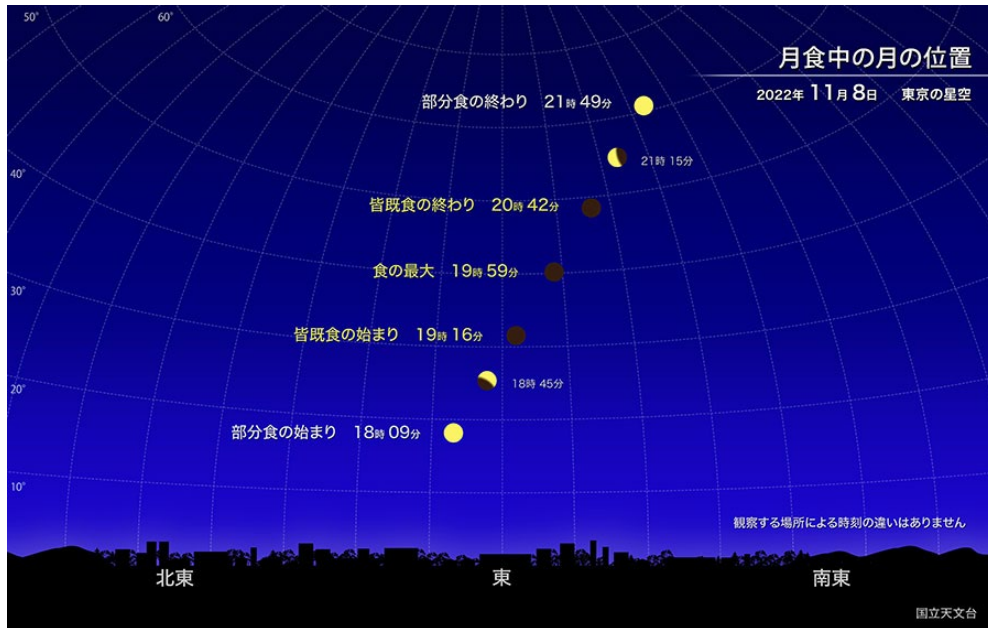 50°
60°
月食中の月の位置
2022年 11月 8日 東京の星空
部分食の終わり 21時 49分
21時 15分
40°
皆既食の終わり 20時 42分
食の最大 19時 59分
30°
皆既食の始まり 19時 16分
18時 45分
20°
部分食の始まり 18時 09分
10°
観察する場所による時刻の違いはありません
北東 東 南東
国立天文台